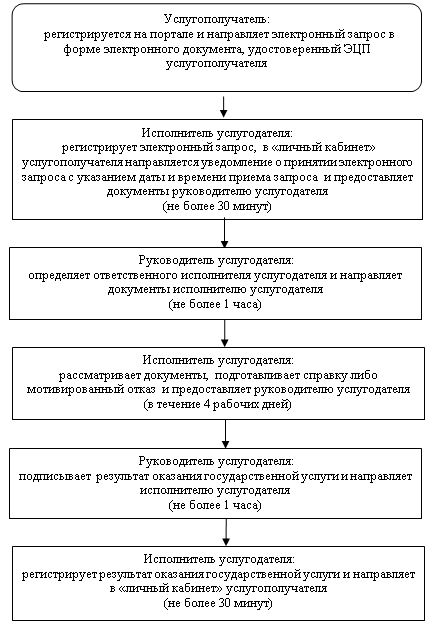 Услугополучатель:
регистрируется на портале и направляет электронный запрос в
форме электронного документа, удостоверенный ЭЦП
услугополучателя
Исполнитель услугодателя:
регистрирует электронный запрос, в «личный кабинет»
услугополучателя направляется уведомление о принятии электронного
запроса с указанием даты и времени приема запроса и предоставляет
документы руководителю услугодателя
(не более 30 минут)
Руководитель услугодателя:
определяет ответственного исполнителя услугодателя и направляет
документы исполнителю услугодателя
(не более 1 часа)
Исполнитель услугодателя:
рассматривает документы, подготавливает справку либо
мотивированный отказ и предоставляет руководителю услугодателя
(в течение 4 рабочих дней)
Руководитель услугодателя:
подписывает результат оказания государственной услуги и направляет
исполнителю услугодателя
(не более 1 часа)
Исполнитель услугодателя:
регистрирует результат оказания государственной услуги и направляет
в «личный кабинет» услугополучателя
(не более 30 минут)